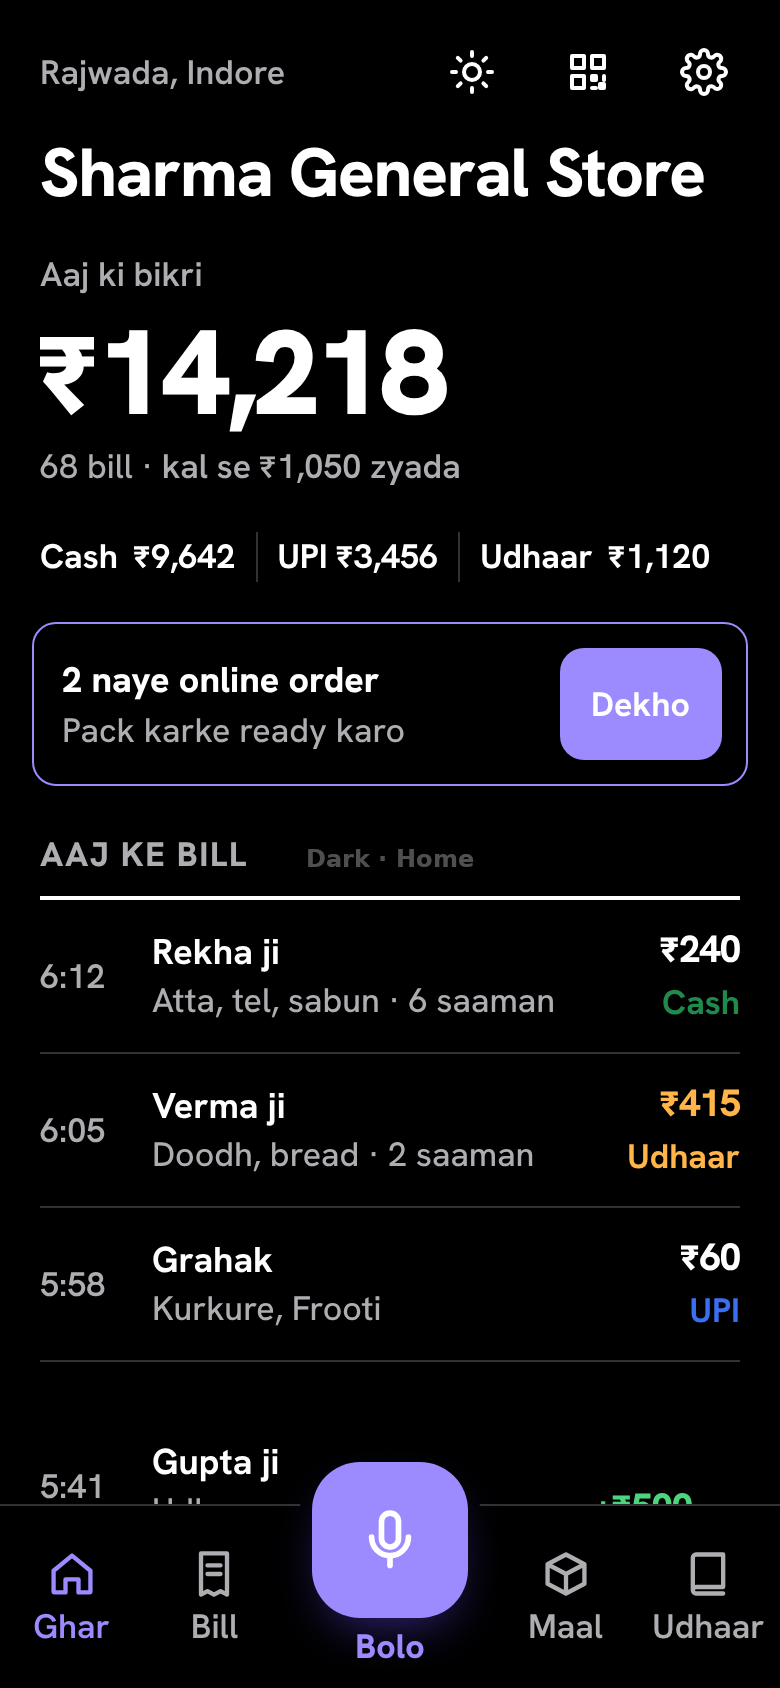 Rajwada, Indore
Sharma General Store
Aaj ki bikri
₹14,218
68 bill · kal se ₹1,050 zyada
Cash ₹9,642 UPI ₹3,456 Udhaar ₹1,120
2 naye online order
Pack karke ready karo
Dekho
AAJ KE BILL Dark · Home
6:12 Rekha ji ₹240
Atta, tel, sabun · 6 saaman Cash
6:05 Verma ji ₹415
Doodh, bread · 2 saaman Udhaar
5:58 Grahak ₹60
Kurkure, Frooti UPI
5:41 Gupta ji
Ghar Bill Bolo Maal Udhaar